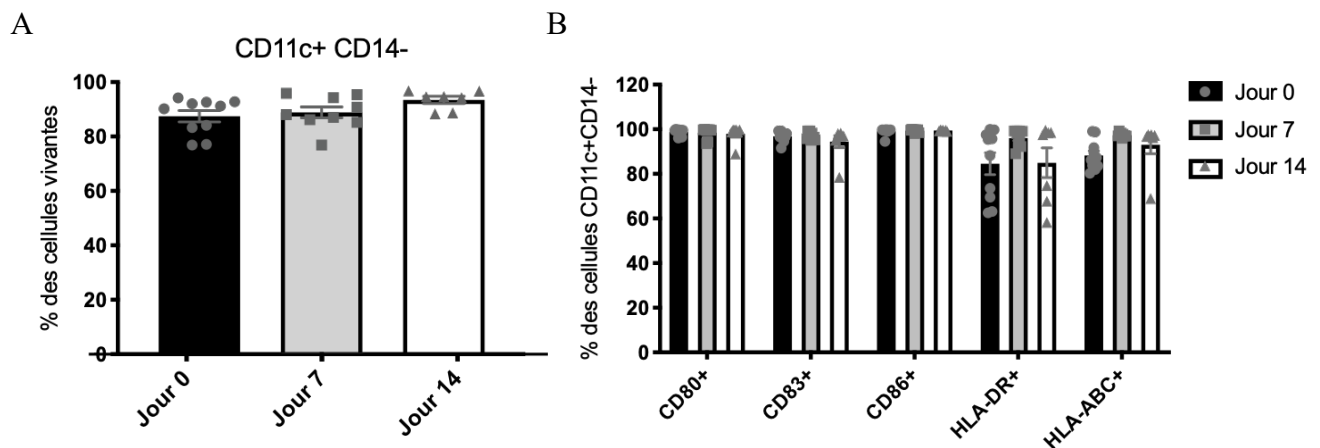 A
CD11c+ CD14-
% des cellules vivantes
100
80
60
40
20
0
Jour 0
Jour 7
Jour 14
B
% des cellules CD11c+CD14-
120
100
80
60
40
20
0
CD80+
CD83+
CD86+
HLA-DR+
HLA-ABC+
Jour 0
Jour 7
Jour 14